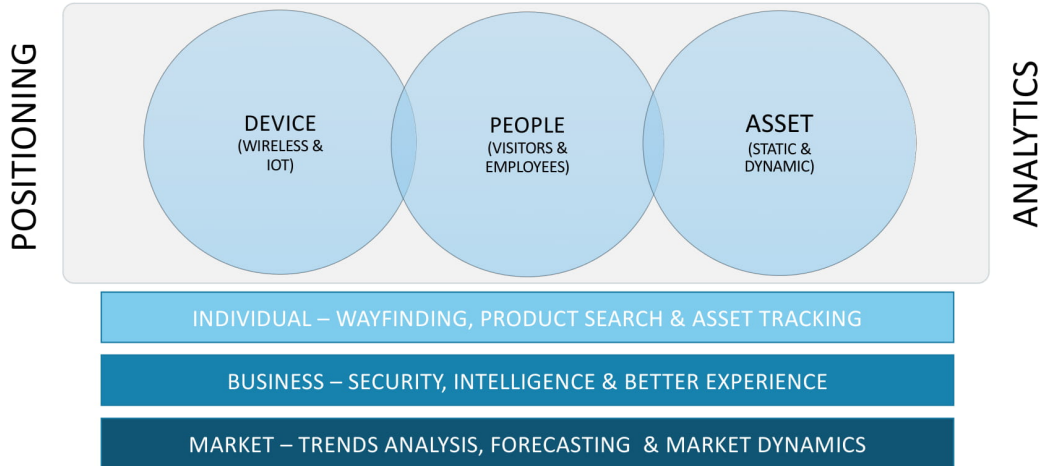 POSITIONING
DEVICE
(WIRELESS &
IOT)
PEOPLE
(VISITORS &
EMPLOYEES)
ASSET
(STATIC &
DYNAMIC)
ANALYTICS
INDIVIDUAL – WAYFINDING, PRODUCT SEARCH & ASSET TRACKING
BUSINESS – SECURITY, INTELLIGENCE & BETTER EXPERIENCE
MARKET – TRENDS ANALYSIS, FORECASTING & MARKET DYNAMICS